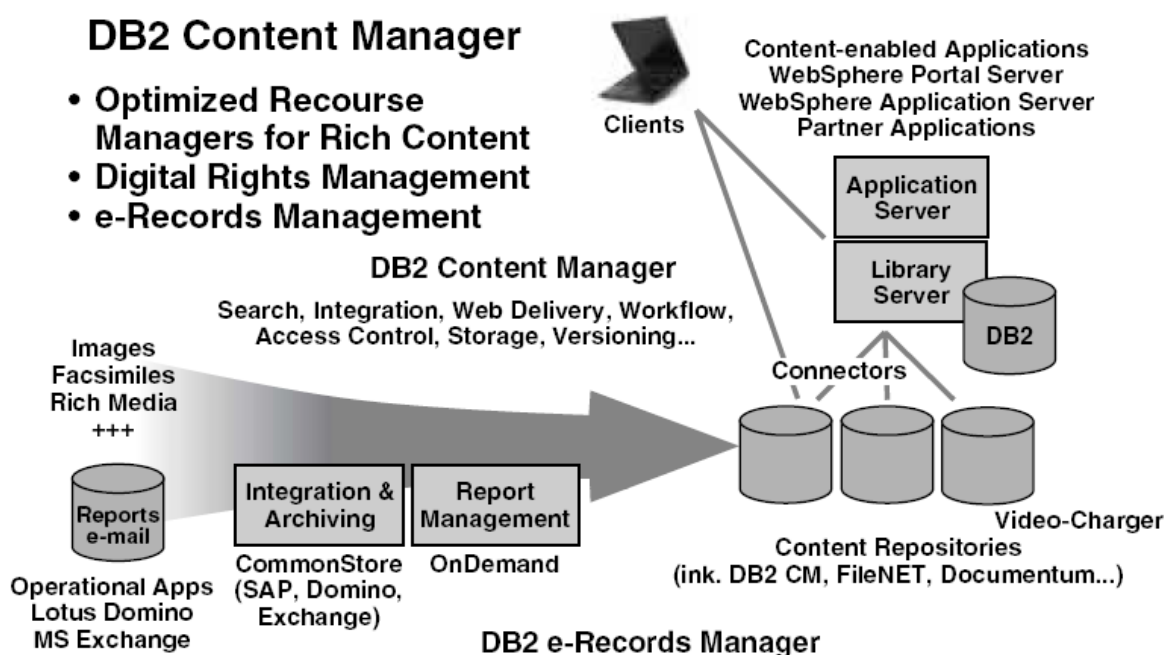 DB2 Content Manager
• Optimized Recourse
Managers for Rich Content
• Digital Rights Management
• e-Records Management
Clients
Content-enabled Applications
WebSphere Portal Server
WebSphere Application Server
Partner Applications
Application
Server
Library
Server
DB2
DB2 Content Manager
Search, Integration, Web Delivery, Workflow,
Access Control, Storage, Versioning...
Connectors
Images
Facsimiles
Rich Media
+++
Reports
e-mail
Operational Apps
Lotus Domino
MS Exchange
Integration &
Archiving
CommonStore
(SAP, Domino,
Exchange)
Report
Management
OnDemand
Video-Charger
Content Repositories
(ink. DB2 CM, FileNET, Documentum...)
DB2 e-Records Manager